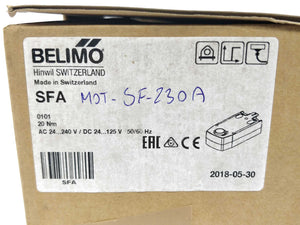 BELIMO®
Hinwil SWITZERLAND
Made in Switzerland
SFA MOT-SF-230A
0101
20 Nm
AC 24...240 V / DC 24...125 V 50/60 Hz
EAC
SFA
2018-05-30